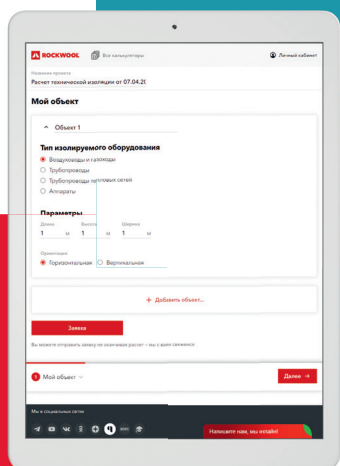 ROCKWOOL Все калькуляторы Личный кабинет
Название проекта
Расчет технической изоляции от 07.04.21
Мой объект
Объект 1
Тип изолируемого оборудования
Воздуховоды и газоходы
Трубопроводы
Трубопроводы тепловых сетей
Аппараты
Параметры
Длина Высота Ширина
1 м 1 м 1 м
Ориентация
Горизонтальная Вертикальная
+ Добавить объект...
Заявка
Вы можете отправить заявку не оканчивая расчет – мы с вами свяжемся
1 Мой объект Далее →
Мы в социальных сетях
Напишите нам, мы онлайн!